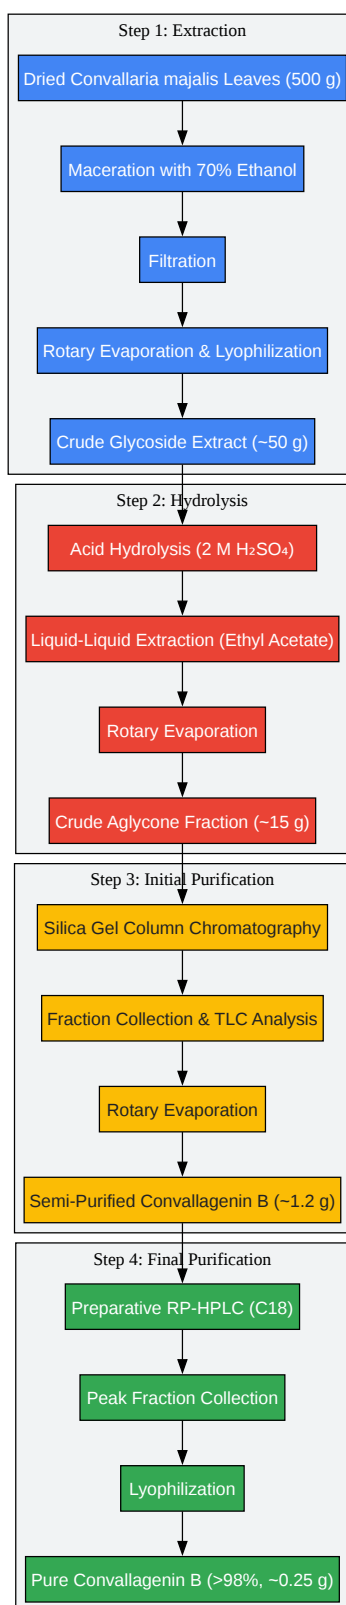 Step 1: Extraction
Dried Convallaria majalis Leaves (500 g)
Maceration with 70% Ethanol
Filtration
Rotary Evaporation & Lyophilization
Crude Glycoside Extract (~50 g)
Step 2: Hydrolysis
Acid Hydrolysis (2 M H₂SO₄)
Liquid-Liquid Extraction (Ethyl Acetate)
Rotary Evaporation
Crude Aglycone Fraction (~15 g)
Step 3: Initial Purification
Silica Gel Column Chromatography
Fraction Collection & TLC Analysis
Rotary Evaporation
Semi-Purified Convallagenin B (~1.2 g)
Step 4: Final Purification
Preparative RP-HPLC (C18)
Peak Fraction Collection
Lyophilization
Pure Convallagenin B (>98%, ~0.25 g)